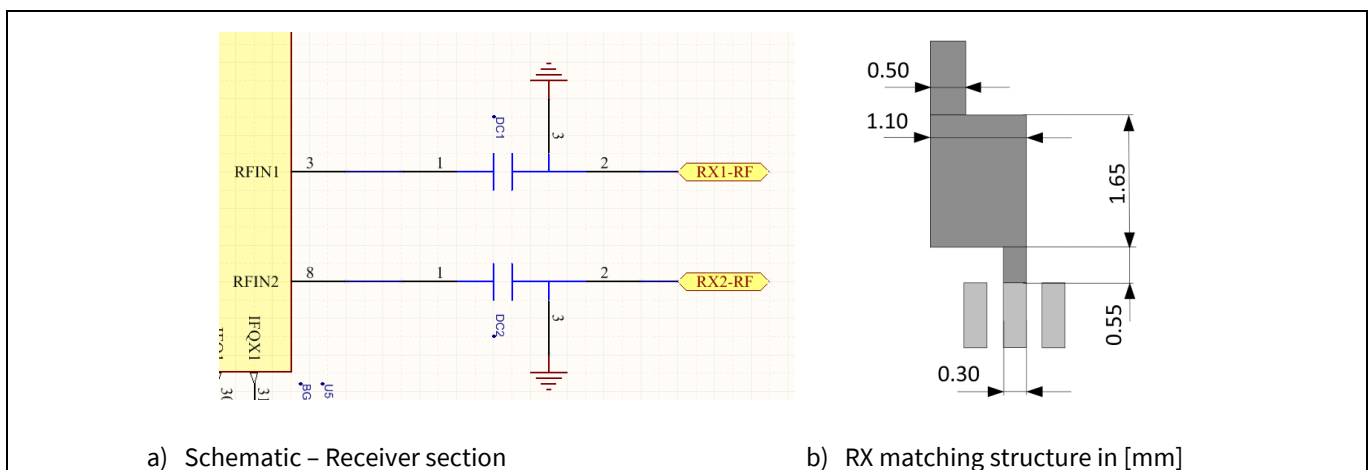 0.50
DC1
3
1.10
RFIN1
3
1
2
RX1-RF
1.65
RFIN2
8
1
2
RX2-RF
DC2
3
IFQX1
0.55
0.30
31
BG
U5
a) Schematic – Receiver section
b) RX matching structure in [mm]